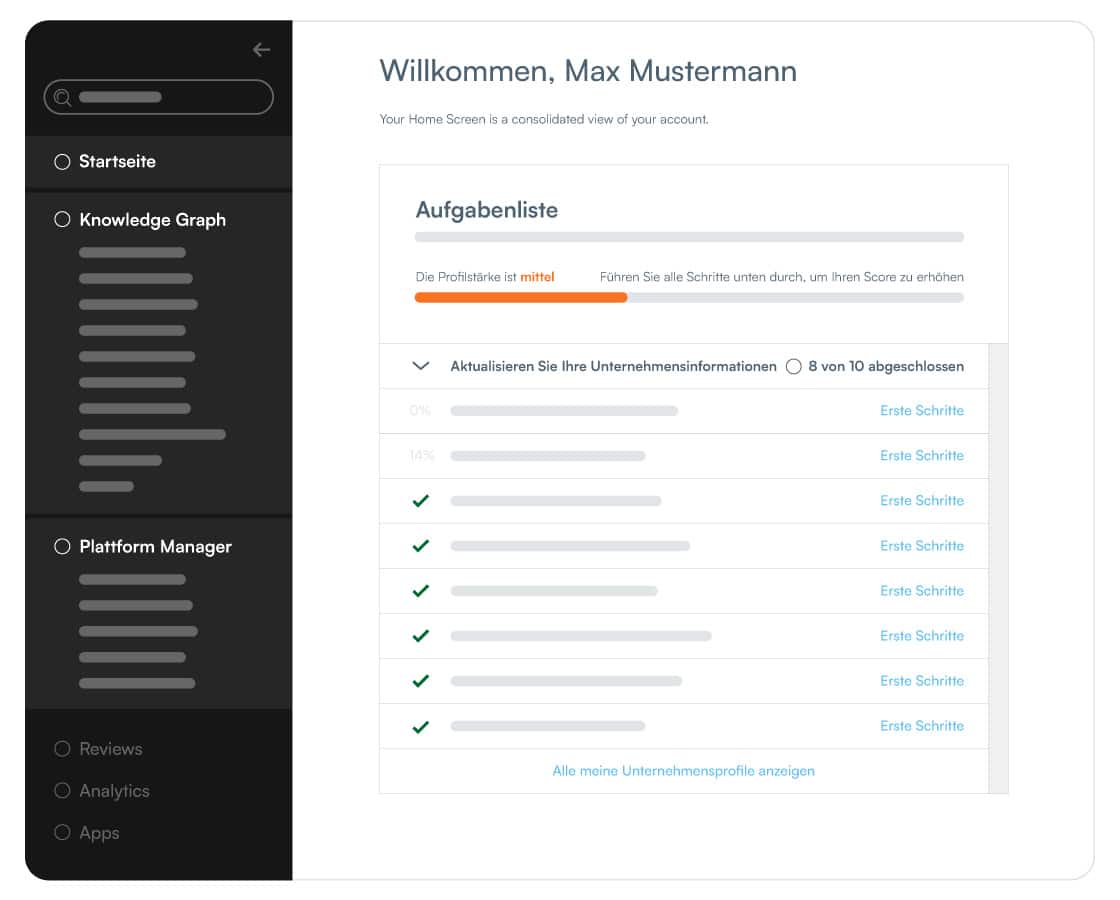 Startseite
Knowledge Graph
Plattform Manager
Reviews
Analytics
Apps
Willkommen, Max Mustermann
Your Home Screen is a consolidated view of your account.
Aufgabenliste
Die Profilstärke ist mittel Führen Sie alle Schritte unten durch, um Ihren Score zu erhöhen
Aktualisieren Sie Ihre Unternehmensinformationen 8 von 10 abgeschlossen
0% Erste Schritte
14% Erste Schritte
Erste Schritte
Erste Schritte
Erste Schritte
Erste Schritte
Erste Schritte
Erste Schritte
Alle meine Unternehmensprofile anzeigen